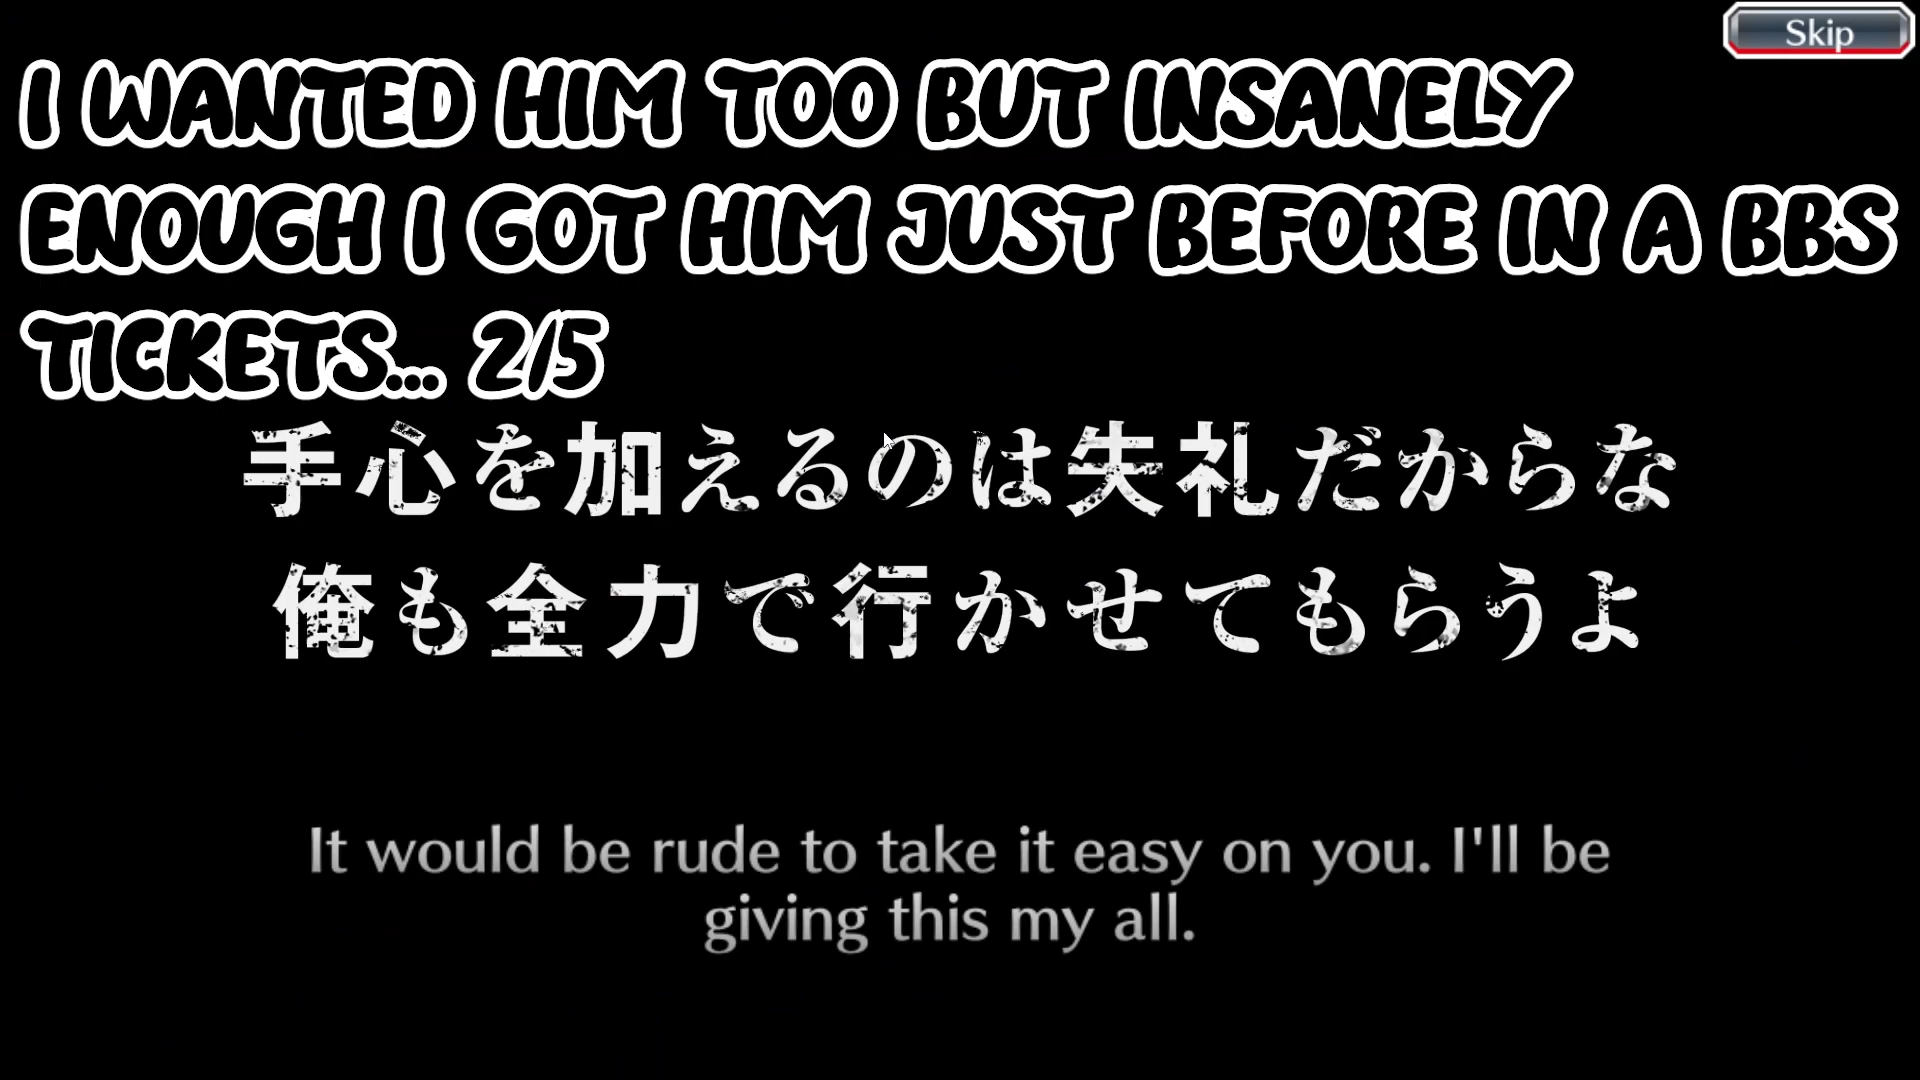 Skip
I WANTED HIM TOO BUT INSANELY
ENOUGH I GOT HIM JUST BEFORE IN A BBS
TICKETS... 2/5
手心を加えるのは失礼だからな
俺も全力で行かせてもらうよ
It would be rude to take it easy on you. I'll be
giving this my all.